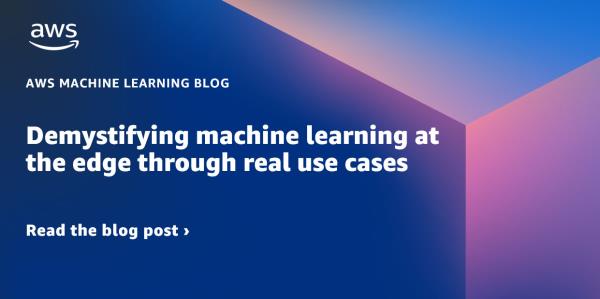 aws
AWS MACHINE LEARNING BLOG
Demystifying machine learning at
the edge through real use cases
Read the blog post ›